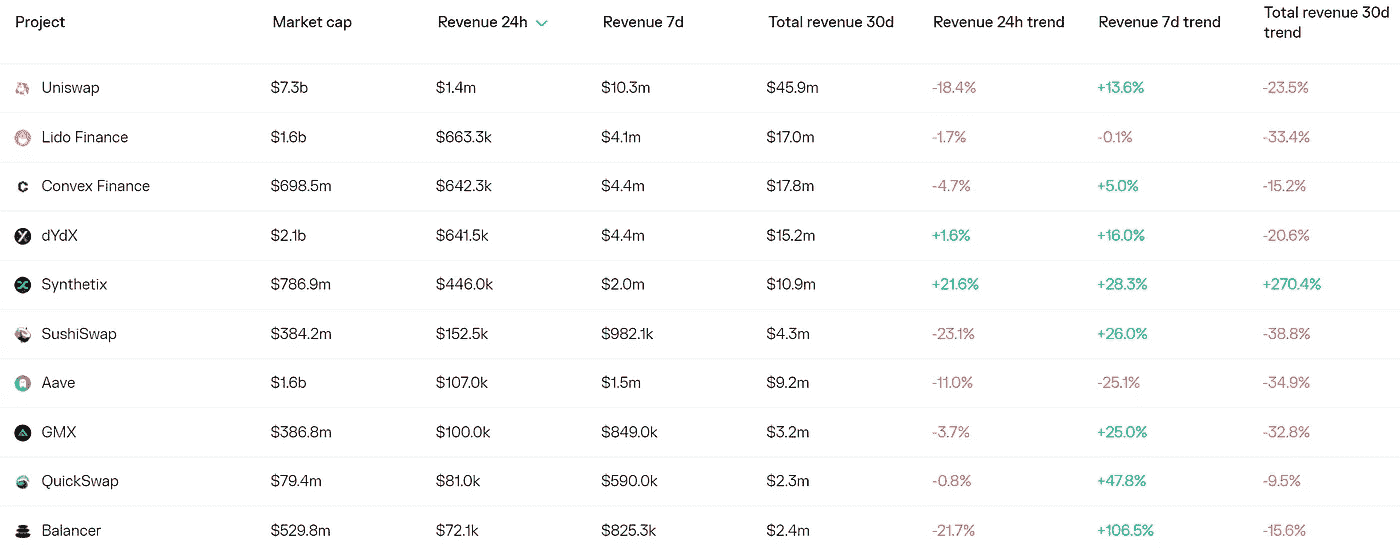 Project Market cap Revenue 24h Revenue 7d Total revenue 30d Revenue 24h trend Revenue 7d trend Total revenue 30d trend
Uniswap $7.3b $1.4m $10.3m $45.9m -18.4% +13.6% -23.5%
Lido Finance $1.6b $663.3k $4.1m $17.0m -1.7% -0.1% -33.4%
Convex Finance $698.5m $642.3k $4.4m $17.8m -4.7% +5.0% -15.2%
dYdX $2.1b $641.5k $4.4m $15.2m +1.6% +16.0% -20.6%
Synthetix $786.9m $446.0k $2.0m $10.9m +21.6% +28.3% +270.4%
SushiSwap $384.2m $152.5k $982.1k $4.3m -23.1% +26.0% -38.8%
Aave $1.6b $107.0k $1.5m $9.2m -11.0% -25.1% -34.9%
GMX $386.8m $100.0k $849.0k $3.2m -3.7% +25.0% -32.8%
QuickSwap $79.4m $81.0k $590.0k $2.3m -0.8% +47.8% -9.5%
Balancer $529.8m $72.1k $825.3k $2.4m -21.7% +106.5% -15.6%